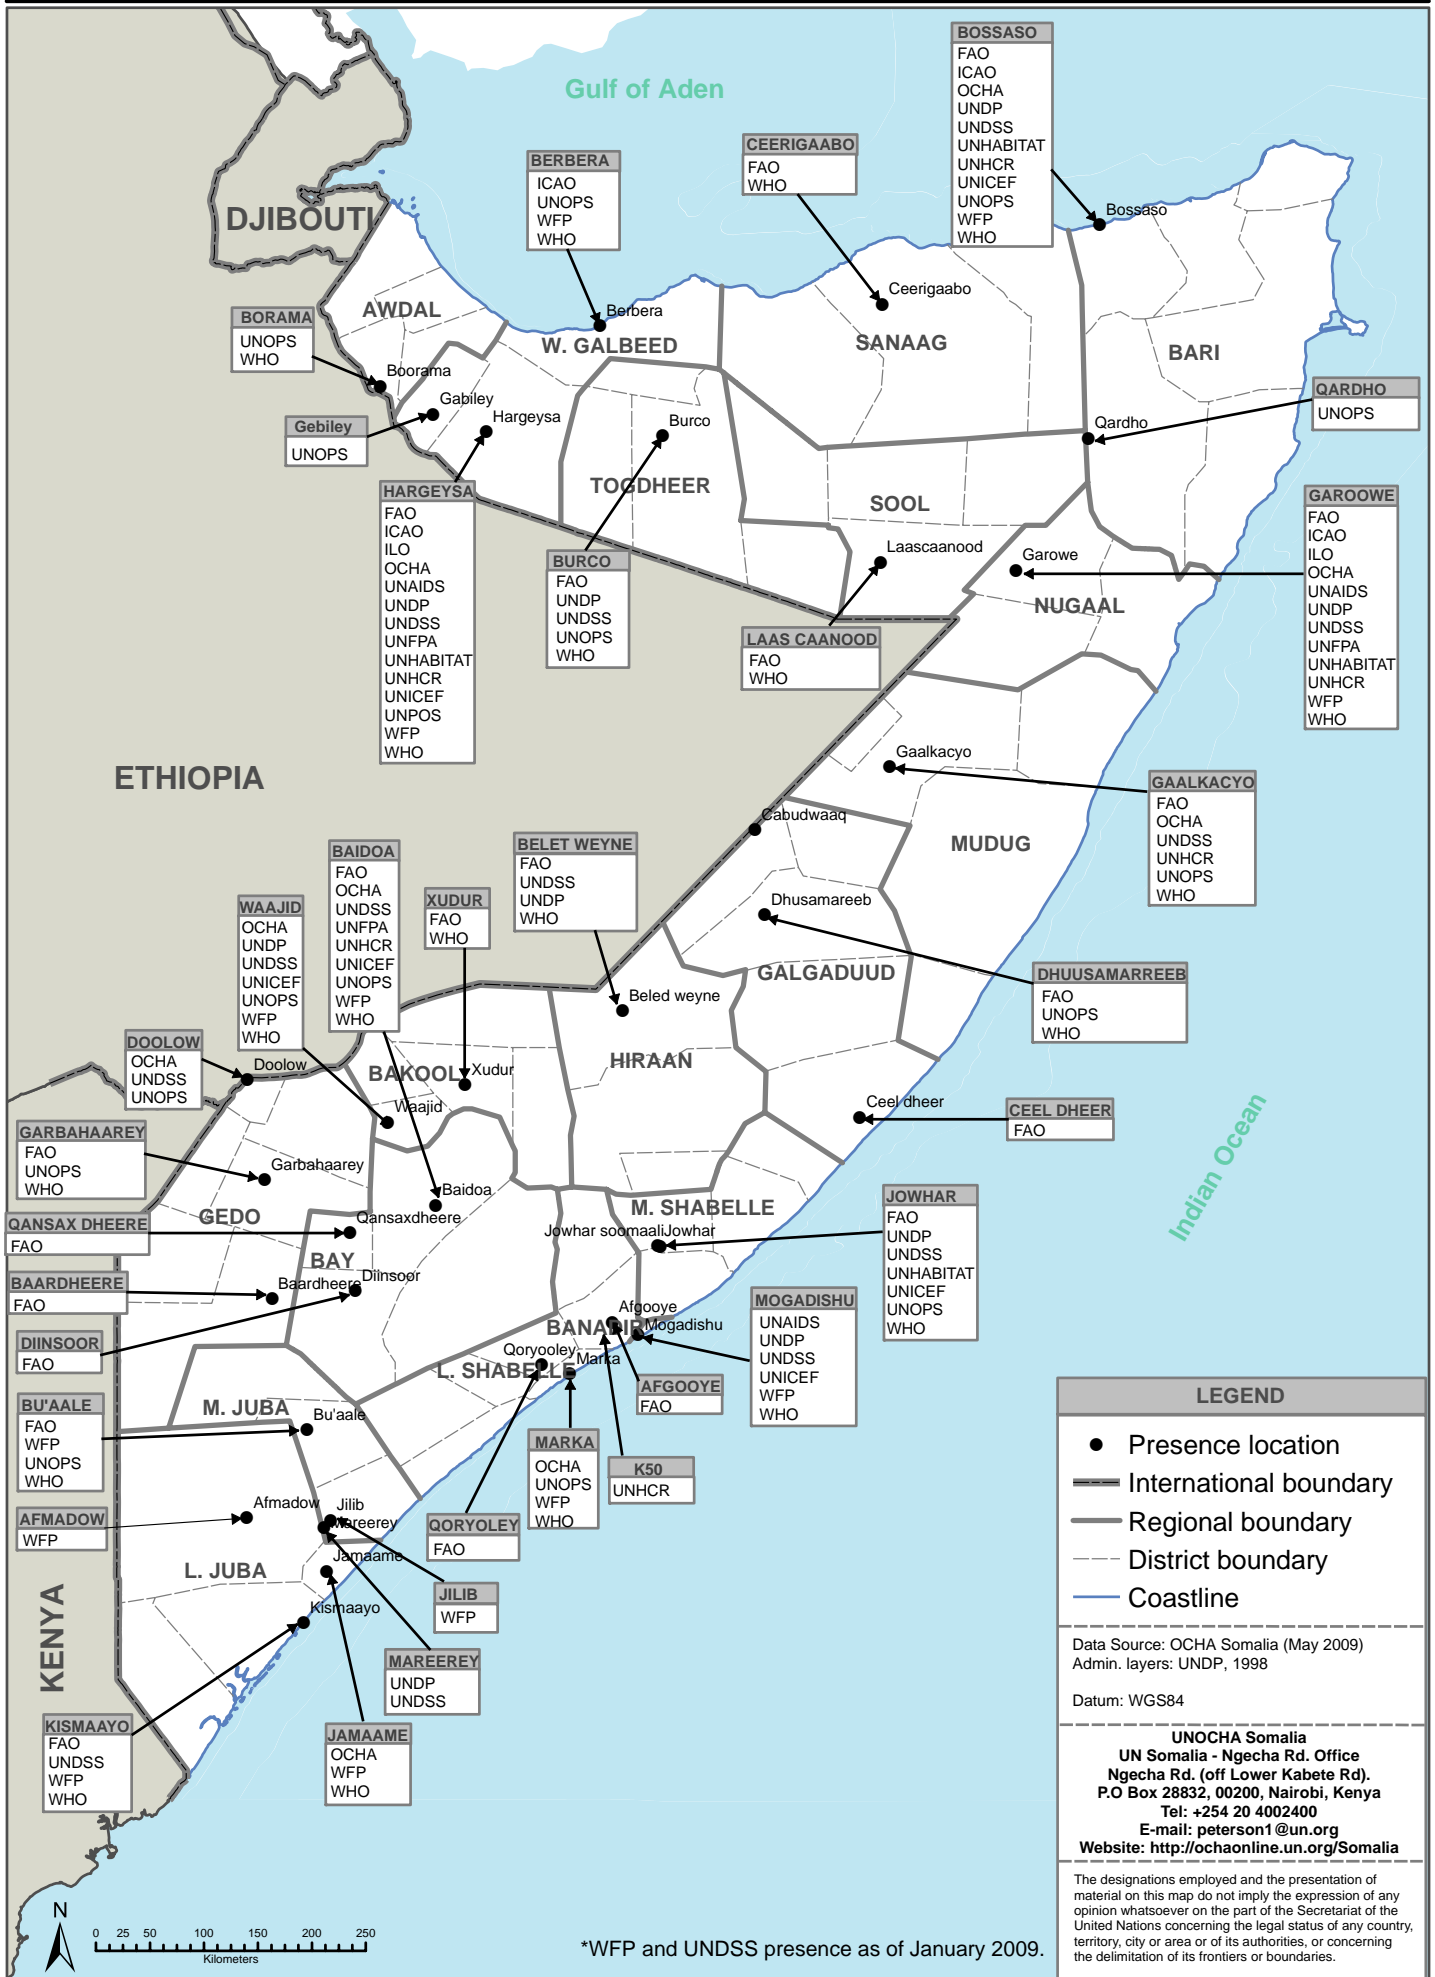 Gulf of Aden
BOSSASO
FAO
ICAO
OCHA
UNDP
UNDSS
UNHABITAT
UNHCR
UNICEF
UNOPS
WFP
WHO
CEERIGAABO
FAO
WHO
BERBERA
ICAO
UNOPS
WFP
WHO
DJIBOUTI
Bossaso
Ceerigaabo
Berbera
AWDAL
W. GALBEED
SANAAG
BARI
BORAMA
UNOPS
WHO
Boorama
Gabiley
Hargeysa
Burco
Qardho
QARDHO
UNOPS
Gebiley
UNOPS
TOGDHEER
SOOL
HARGEYSA
FAO
ICAO
ILO
OCHA
UNAIDS
UNDP
UNDSS
UNFPA
UNHABITAT
UNHCR
UNICEF
UNPOS
WFP
WHO
BURCO
FAO
UNDP
UNDSS
UNOPS
WHO
Laascaanood
LAAS CAANOOD
FAO
WHO
Garowe
NUGAAL
GAROOWE
FAO
ICAO
ILO
OCHA
UNAIDS
UNDP
UNDSS
UNFPA
UNHABITAT
UNHCR
WFP
WHO
ETHIOPIA
Gaalkacyo
GAALKACYO
FAO
OCHA
UNDSS
UNHCR
UNOPS
WHO
Cabudwaaq
MUDUG
BELET WEYNE
FAO
UNDSS
UNDP
WHO
BAIDOA
FAO
OCHA
UNDSS
UNFPA
UNHCR
UNICEF
UNOPS
WFP
WHO
XUDUR
FAO
WHO
WAAJID
OCHA
UNDP
UNDSS
UNICEF
UNOPS
WFP
WHO
Dhusamareeb
GALGADUUD
DHUUSAMARREEB
FAO
UNOPS
WHO
Beled weyne
HIRAAN
DOOLOW
OCHA
UNDSS
UNOPS
Doolow
BAKOOL
Xudur
Waajid
Ceel dheer
CEEL DHEER
FAO
GARBAHAAREY
FAO
UNOPS
WHO
Garbahaarey
GEDO
Baidoa
Qansaxdheere
QANSAX DHEERE
FAO
BAY
M. SHABELLE
Jowhar soomaali
Jowhar
JOWHAR
FAO
UNDP
UNDSS
UNHABITAT
UNICEF
UNOPS
WHO
Indian Ocean
BAARDHEERE
FAO
Baardheere
Diinsoor
DIINSOOR
FAO
Afgooye
BANADIR
Mogadishu
MOGADISHU
UNAIDS
UNDP
UNDSS
UNICEF
WFP
WHO
Qoryooley
L. SHABELLE
Marka
AFGOOYE
FAO
BU'AALE
FAO
WFP
UNOPS
WHO
M. JUBA
Bu'aale
MARKA
OCHA
UNOPS
WFP
WHO
K50
UNHCR
AFMADOW
WFP
Afmadow
Jilib
Mareerey
QORYOLEY
FAO
L. JUBA
Jamaame
JILIB
WFP
Kismaayo
KENYA
MAREEREY
UNDP
UNDSS
KISMAAYO
FAO
UNDSS
WFP
WHO
JAMAAME
OCHA
WFP
WHO
LEGEND
Presence location
International boundary
Regional boundary
District boundary
Coastline
Data Source: OCHA Somalia (May 2009)
Admin. layers: UNDP, 1998
Datum: WGS84
UNOCHA Somalia
UN Somalia - Ngecha Rd. Office
Ngecha Rd. (off Lower Kabete Rd).
P.O Box 28832, 00200, Nairobi, Kenya
Tel: +254 20 4002400
E-mail: peterson1@un.org
Website: http://ochaonline.un.org/Somalia
The designations employed and the presentation of
material on this map do not imply the expression of any
opinion whatsoever on the part of the Secretariat of the
United Nations concerning the legal status of any country,
territory, city or area or of its authorities, or concerning
the delimitation of its frontiers or boundaries.
N
0 25 50 100 150 200 250
Kilometers
*WFP and UNDSS presence as of January 2009.